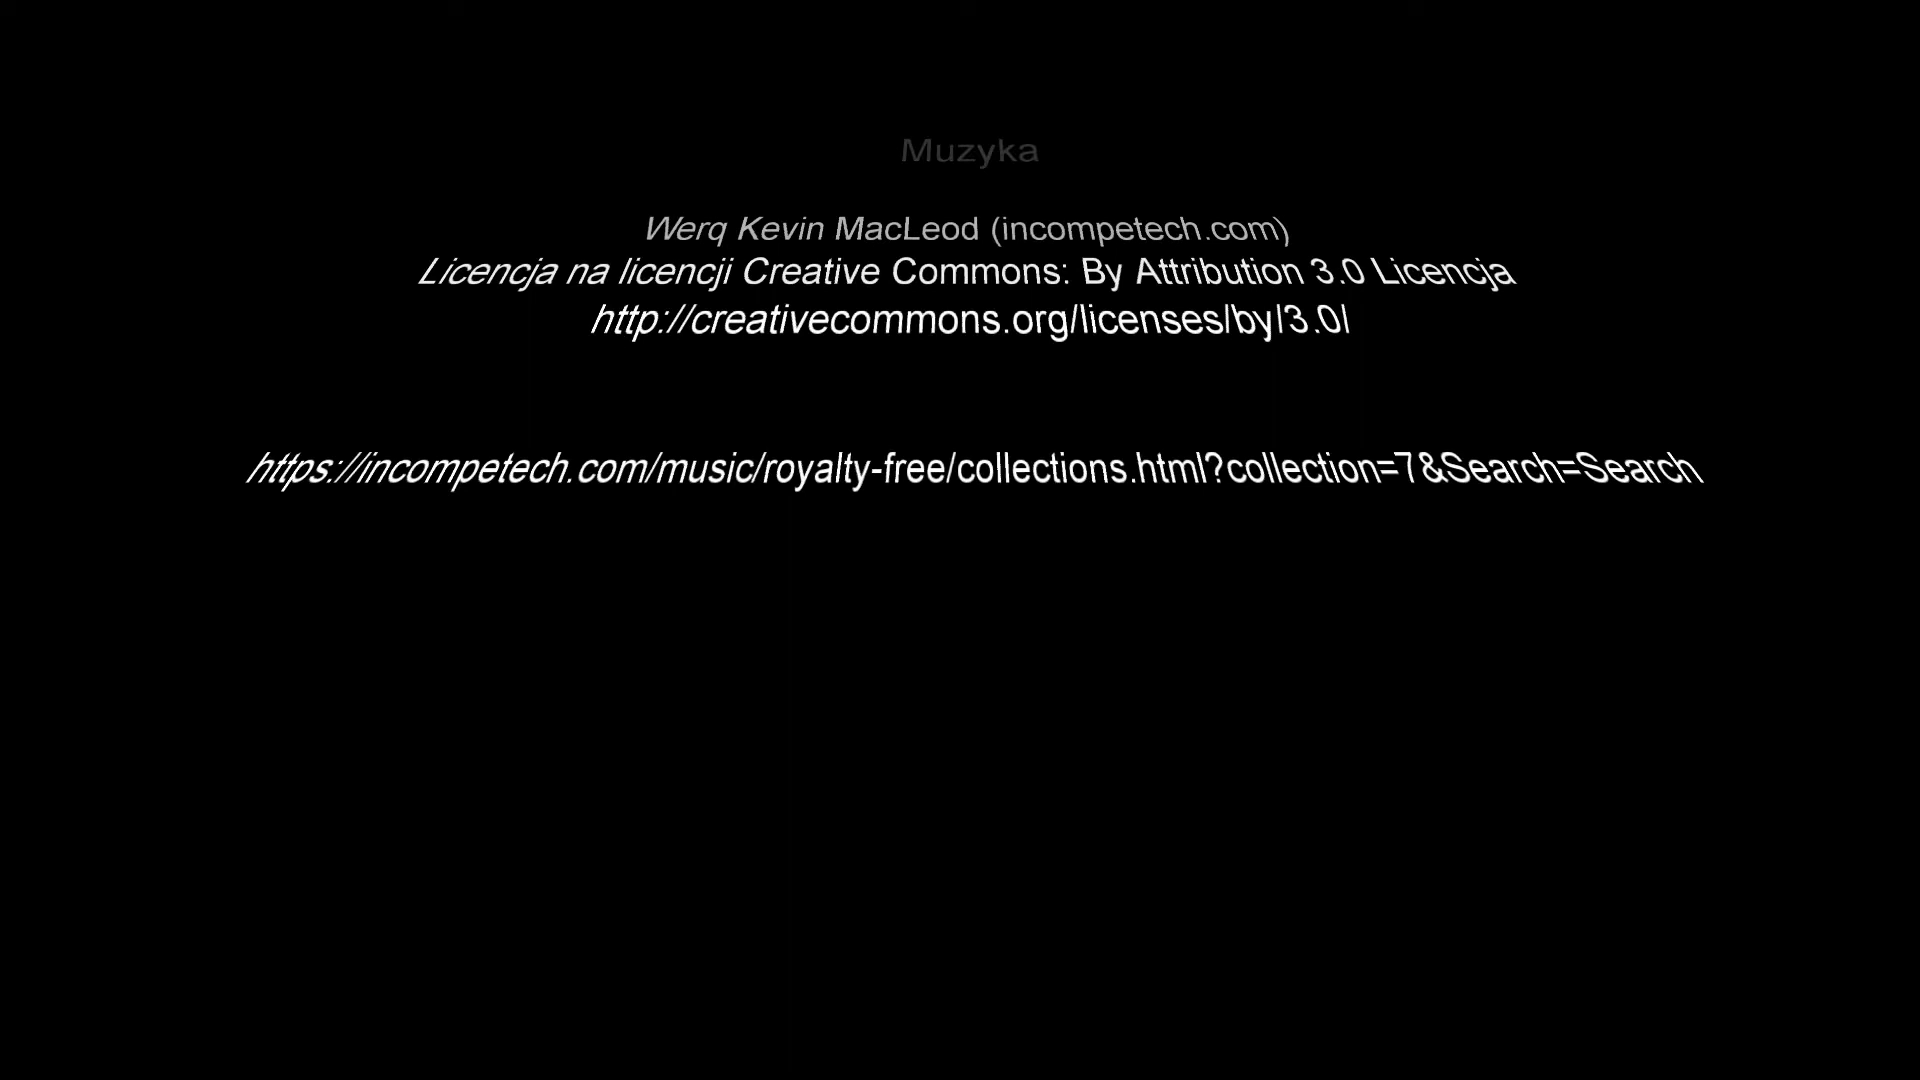 Muzyka
Werq Kevin MacLeod (incompetech.com)
Licencja na licencji Creative Commons: By Attribution 3.0 Licencja
http://creativecommons.org/licenses/by/3.0/
https://incompetech.com/music/royalty-free/collections.html?collection=7&Search=Search